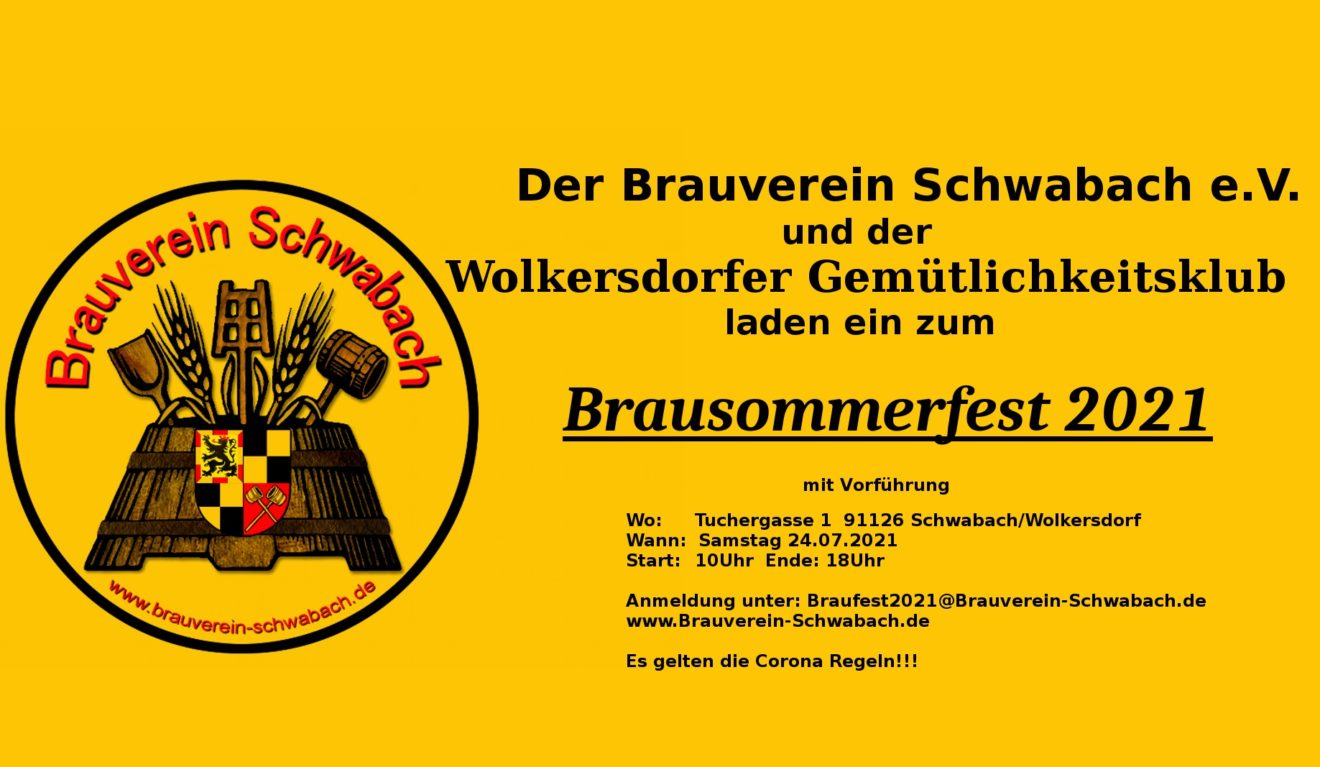 Brauverein Schwabach
www.brauverein-schwabach.de
Der Brauverein Schwabach e.V.
und der
Wolkersdorfer Gemütlichkeitsklub
laden ein zum
Brausommerfest 2021
mit Vorführung
Wo: Tuchergasse 1 91126 Schwabach/Wolkersdorf
Wann: Samstag 24.07.2021
Start: 10Uhr Ende: 18Uhr
Anmeldung unter: Braufest2021@Brauverein-Schwabach.de
www.Brauverein-Schwabach.de
Es gelten die Corona Regeln!!!